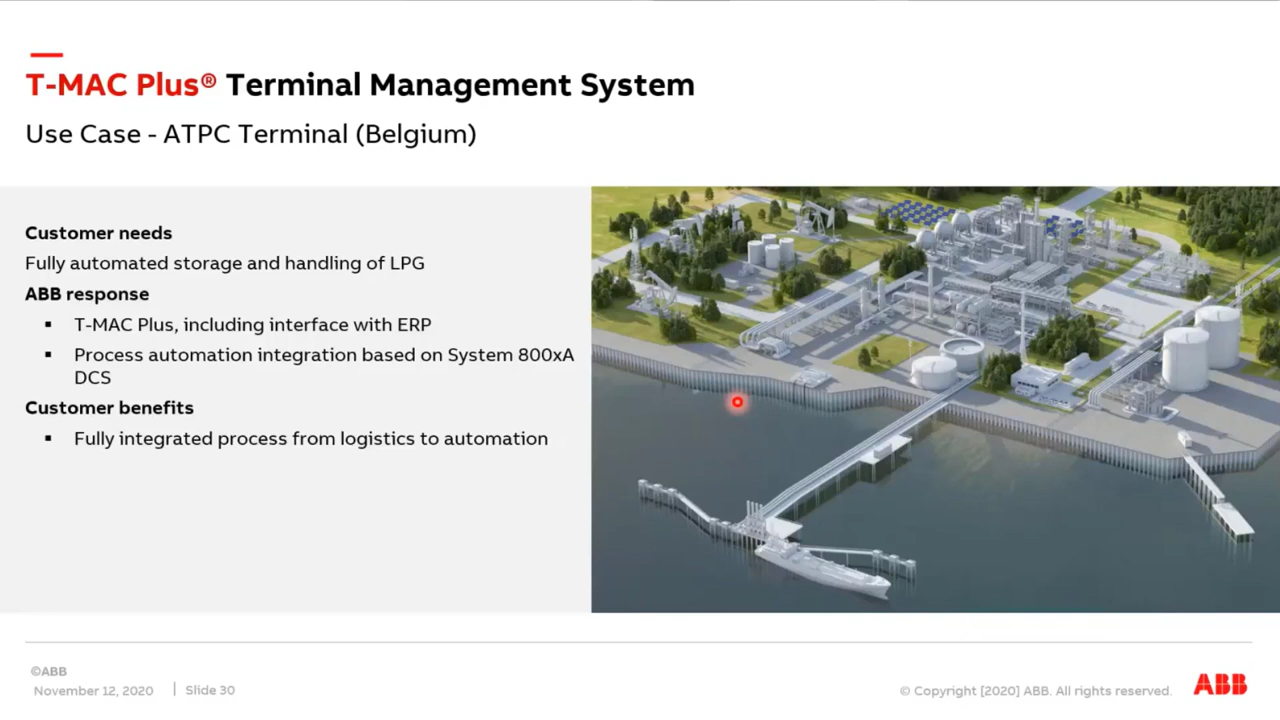 T-MAC Plus® Terminal Management System
Use Case - ATPC Terminal (Belgium)
Customer needs
Fully automated storage and handling of LPG
ABB response
▪ T-MAC Plus, including interface with ERP
▪ Process automation integration based on System 800xA
DCS
Customer benefits
▪ Fully integrated process from logistics to automation
©ABB
November 12, 2020 | Slide 30
© Copyright [2020] ABB. All rights reserved.
ABB